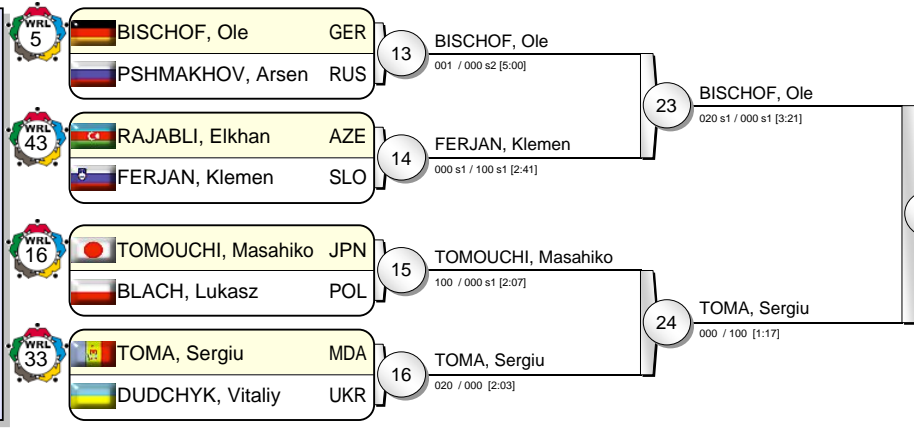 WRL
5
BISCHOF, Ole GER
PSHMAKHOV, Arsen RUS
13
BISCHOF, Ole
001 / 000 s2 [5:00]
WRL
43
RAJABLI, Elkhan AZE
FERJAN, Klemen SLO
14
FERJAN, Klemen
000 s1 / 100 s1 [2:41]
23
BISCHOF, Ole
020 s1 / 000 s1 [3:21]
WRL
16
TOMOUCHI, Masahiko JPN
BLACH, Lukasz POL
15
TOMOUCHI, Masahiko
100 / 000 s1 [2:07]
WRL
33
TOMA, Sergiu MDA
DUDCHYK, Vitaliy UKR
16
TOMA, Sergiu
020 / 000 [2:03]
24
TOMA, Sergiu
000 / 100 [1:17]